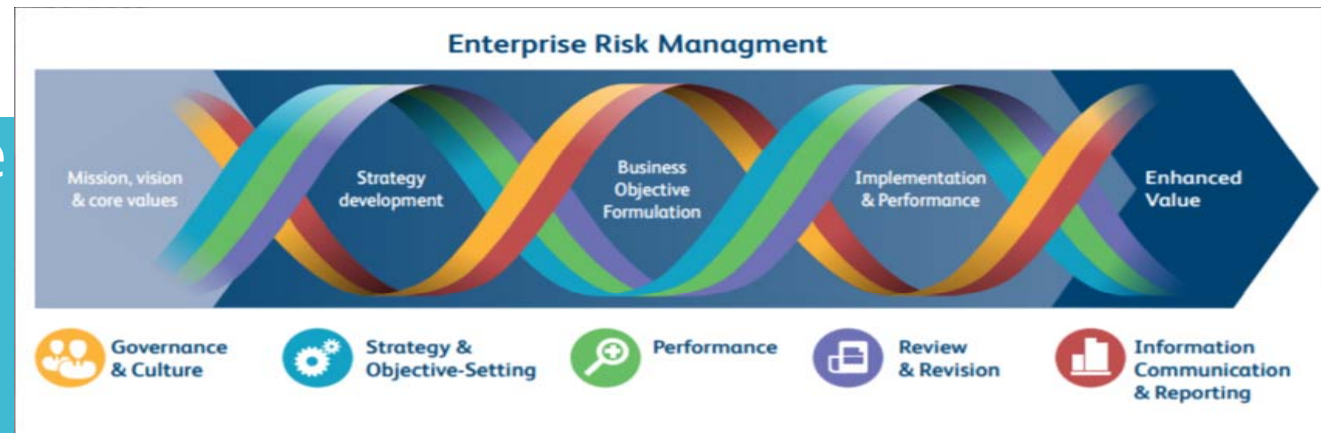 Enterprise Risk Managment
e
Mission, vision
& core values
Strategy
development
Business
Objective
Formulation
Implementation
& Performance
Enhanced
Value
Governance
& Culture
Strategy &
Objective-Setting
Performance
Review
& Revision
Information
Communication
& Reporting